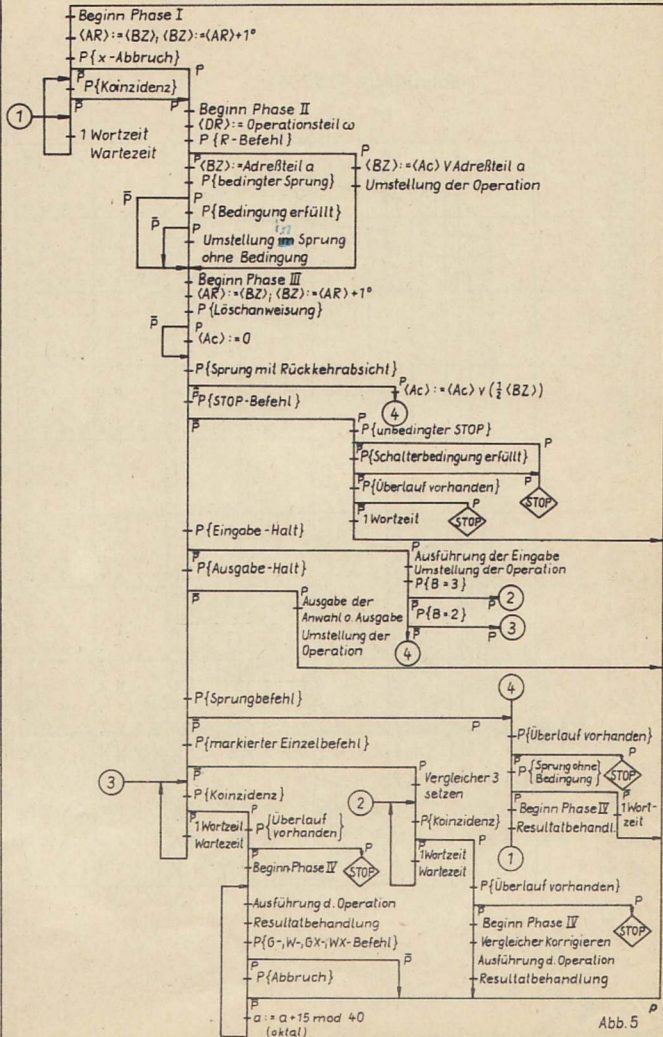 Beginn Phase I
⟨AR⟩:=⟨BZ⟩; ⟨BZ⟩:=⟨AR⟩+1°
P{x-Abbruch}
P
P̄
P{Koinzidenz}
P̄
P
1
1 Wortzeit
Wartezeit
Beginn Phase II
⟨OR⟩:=Operationsteil ω
P{R-Befehl}
P
P̄
⟨BZ⟩:=Adreßteil a
P{bedingter Sprung}
⟨BZ⟩:=⟨Ac⟩ V Adreßteil a
Umstellung der Operation
P̄
P
P{Bedingung erfüllt}
P̄
P
in
Umstellung im Sprung
ohne Bedingung
Beginn Phase III
⟨AR⟩:=⟨BZ⟩; ⟨BZ⟩:=⟨AR⟩+1°
P{Löschanweisung}
P̄
P
⟨Ac⟩:=0
P{Sprung mit Rückkehrabsicht}
P
⟨Ac⟩:=⟨Ac⟩ v (½ ⟨BZ⟩)
4
P̄
P{STOP-Befehl}
P̄
P
P{unbedingter STOP}
P
P̄
P{Schalterbedingung erfüllt}
P̄
P
P{Überlauf vorhanden}
STOP
P̄
P
1 Wortzeit
STOP
P{Eingabe-Halt}
P̄
P
Ausführung der Eingabe
Umstellung der Operation
P{Ausgabe-Halt}
P{B=3}
P̄
P
2
P̄
P
Ausgabe der
Anwahl o. Ausgabe
Umstellung der
Operation
P{B=2}
P̄
P
3
4
P{Sprungbefehl}
4
P̄
P
P{Überlauf vorhanden}
P{markierter Einzelbefehl}
P̄
P
STOP
P{Sprung ohne
Bedingung}
3
P̄
P
Vergleicher 3
setzen
P{Koinzidenz}
2
P̄
P
Beginn Phase IV
Resultatbehandl.
1 Wort-
zeit
1
P̄
P
1 Wortzeit
Wartezeit
P{Überlauf
vorhanden}
P{Koinzidenz}
P̄
P
Beginn Phase IV
STOP
P̄
P
1 Wortzeit
Wartezeit
P{Überlauf vorhanden}
Ausführung d. Operation
Resultatbehandlung
P{G-,W-,GX-,WX-Befehl}
P̄
P
Beginn Phase IV
STOP
Vergleicher Korrigieren
Ausführung d. Operation
Resultatbehandlung
P
P̄
P{Abbruch}
P̄
P
a:=a+15 mod 40
(oktal)
Abb. 5